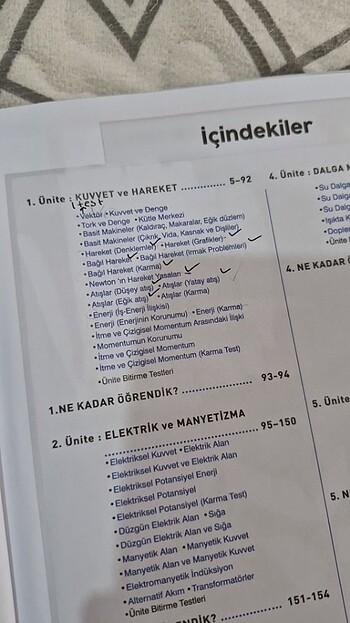 İçindekiler
1. Ünite : KUVVET ve HAREKET .............. 5-92
1 test
• Vektör • Kuvvet ve Denge
• Tork ve Denge • Kütle Merkezi
• Basit Makineler (Kaldıraç, Makaralar, Eğik düzlem)
• Basit Makineler (Çıkrık, Vida, Kasnak ve Dişliler)
• Hareket (Denklemler) • Hareket (Grafikler)
• Bağıl Hareket • Bağıl Hareket (Irmak Problemleri)
• Bağıl Hareket (Karma)
• Newton'ın Hareket Yasaları
• Atışlar (Düşey atış) • Atışlar (Yatay atış)
• Atışlar (Eğik atış) • Atışlar (Karma)
• Enerji (İş-Enerji İlişkisi)
• Enerji (Enerjinin Korunumu) • Enerji (Karma)
• İtme ve Çizgisel Momentum Arasındaki İlişki
• Momentumun Korunumu
• İtme ve Çizgisel Momentum
• İtme ve Çizgisel Momentum (Karma Test)
• Ünite Bitirme Testleri
1.NE KADAR ÖĞRENDİK? ........................ 93-94
2. Ünite : ELEKTRİK ve MANYETİZMA
........................................ 95-150
• Elektriksel Kuvvet • Elektrik Alan
• Elektriksel Kuvvet ve Elektrik Alan
• Elektriksel Potansiyel Enerji
• Elektriksel Potansiyel
• Elektriksel Potansiyel (Karma Test)
• Düzgün Elektrik Alan • Sığa
• Düzgün Elektrik Alan ve Sığa
• Manyetik Alan • Manyetik Kuvvet
• Manyetik Alan ve Manyetik Kuvvet
• Elektromanyetik İndüksiyon
• Alternatif Akım • Transformatörler
• Ünite Bitirme Testleri
RENDİK? ........................ 151-154
4. Ünite : DALGA
• Su Dalga
• Su Dalga
• Su Dalg
• Işıkta K
• Dopler
• Ünite
4. NE KADAR
5. Ünite
5. N